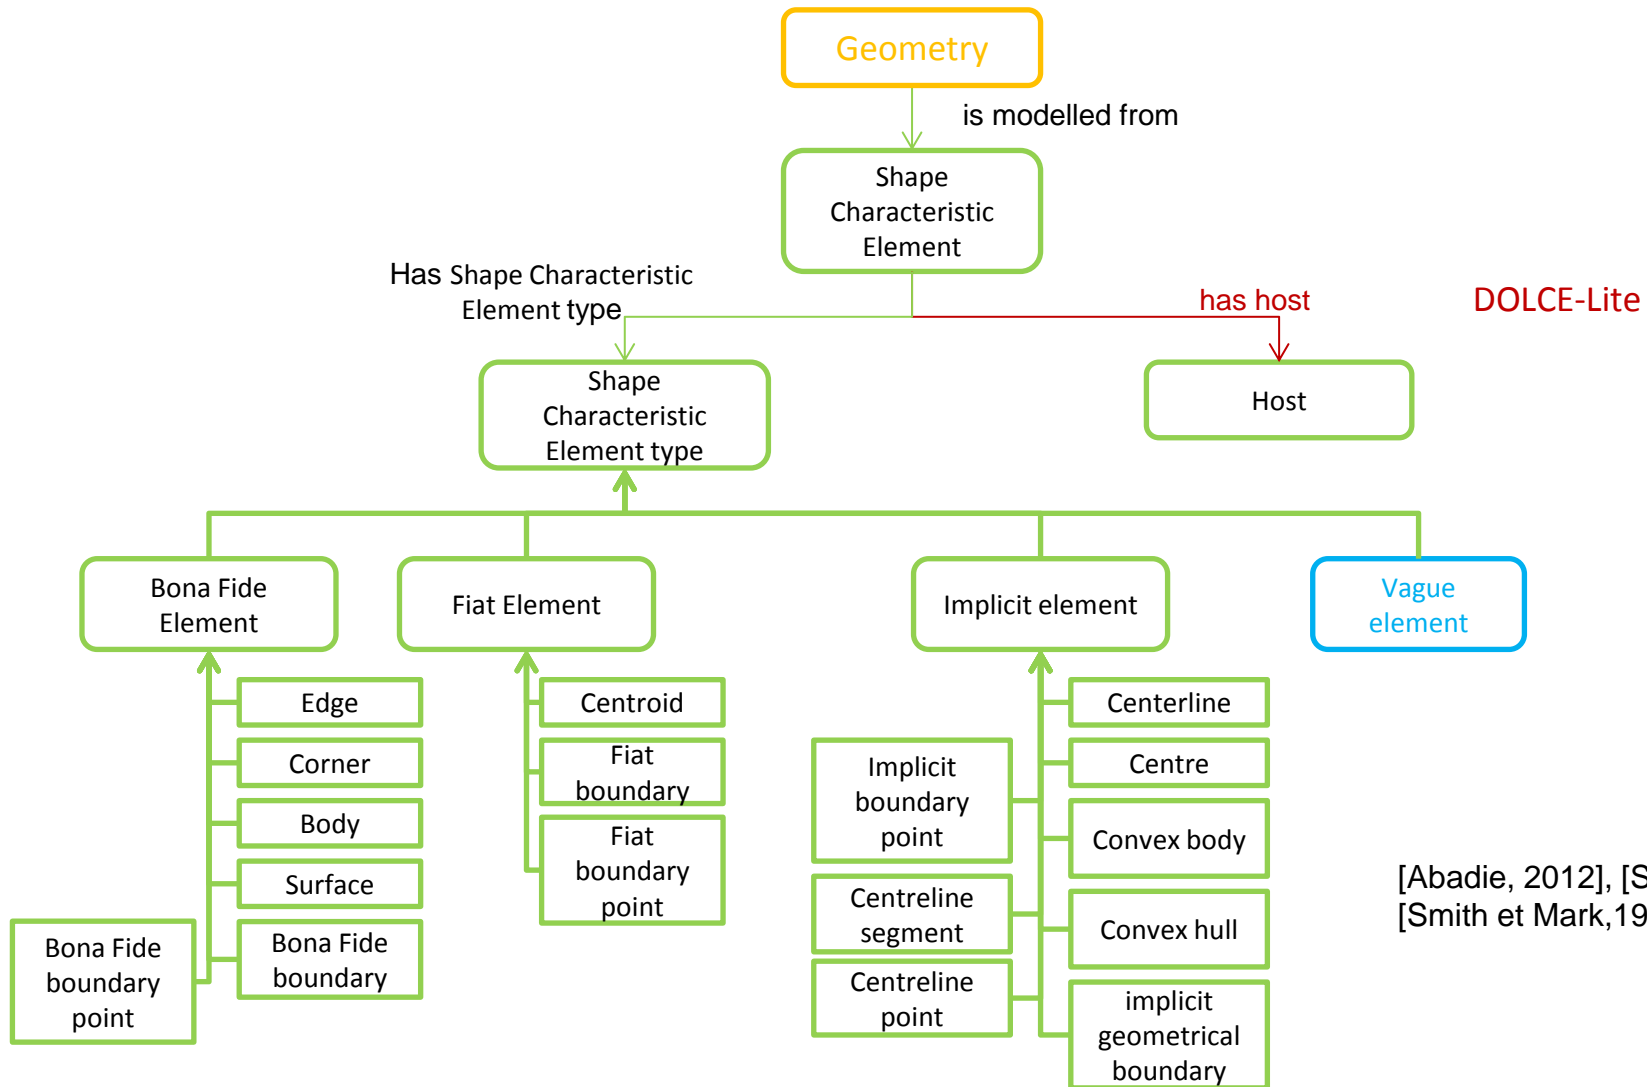 Geometry
is modelled from
Shape
Characteristic
Element
Has Shape Characteristic
Element type
has host
DOLCE-Lite
Shape
Characteristic
Element type
Host
Bona Fide
Element
Fiat Element
Implicit element
Vague
element
Edge
Corner
Body
Surface
Bona Fide
boundary
Bona Fide
boundary
point
Centroid
Fiat
boundary
Fiat
boundary
point
Implicit
boundary
point
Centreline
segment
Centreline
point
Centerline
Centre
Convex body
Convex hull
implicit
geometrical
boundary
[Abadie, 2012], [S
[Smith et Mark,19